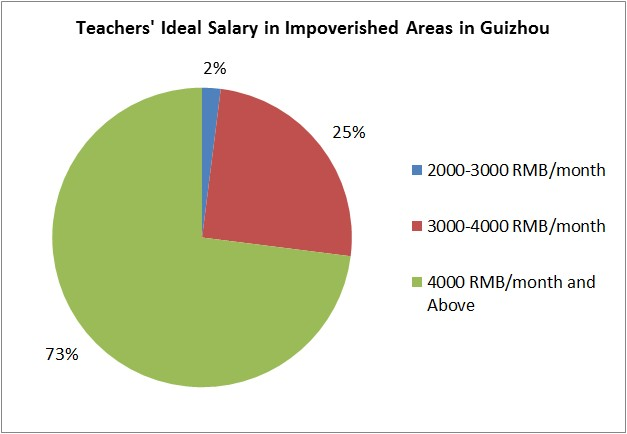 Teachers' Ideal Salary in Impoverished Areas in Guizhou
2%
25%
73%
2000-3000 RMB/month
3000-4000 RMB/month
4000 RMB/month and
Above